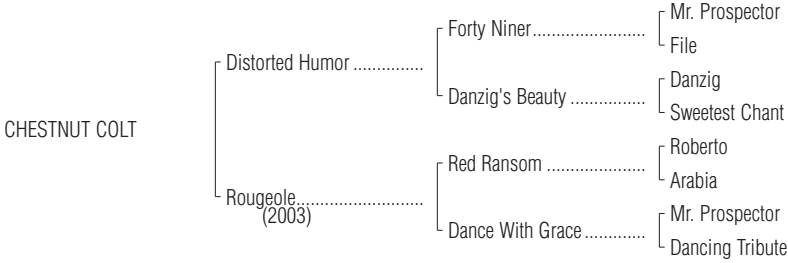 Mr. Prospector
Forty Niner........................
File
Distorted Humor ...............
Danzig
Danzig's Beauty ................
Sweetest Chant
CHESTNUT COLT
Roberto
Red Ransom .....................
Arabia
Rougeole...........................
(2003)
Mr. Prospector
Dance With Grace.............
Dancing Tribute